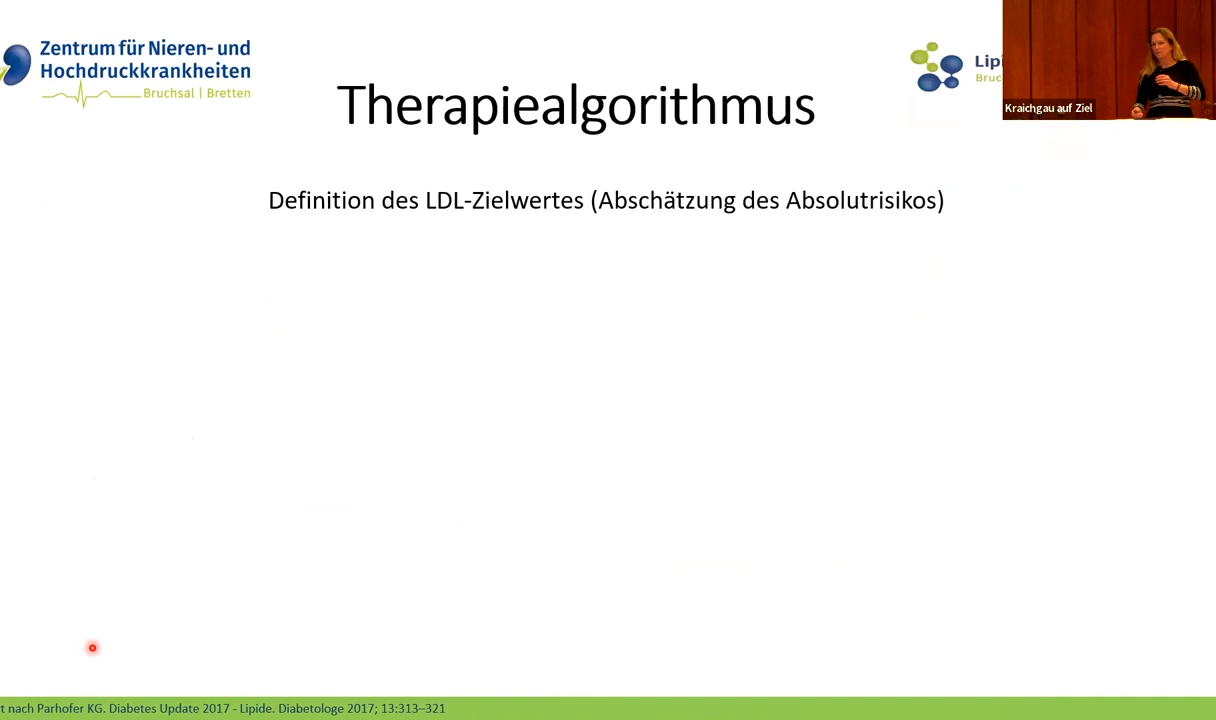 Zentrum für Nieren- und
Hochdruckkrankheiten
Bruchsal | Bretten
Therapiealgorithmus
Kraichgau auf Ziel
Definition des LDL-Zielwertes (Abschätzung des Absolutrisikos)
nach Parhofer KG. Diabetes Update 2017 - Lipide. Diabetologe 2017; 13:313–321